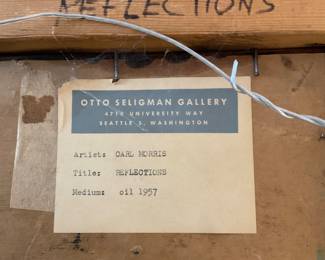 REFLECTIONS
OTTO SELIGMAN GALLERY
4710 UNIVERSITY WAY
SEATTLE 5, WASHINGTON
Artist: CARL MORRIS
Title: REFLECTIONS
Medium: oil 1957